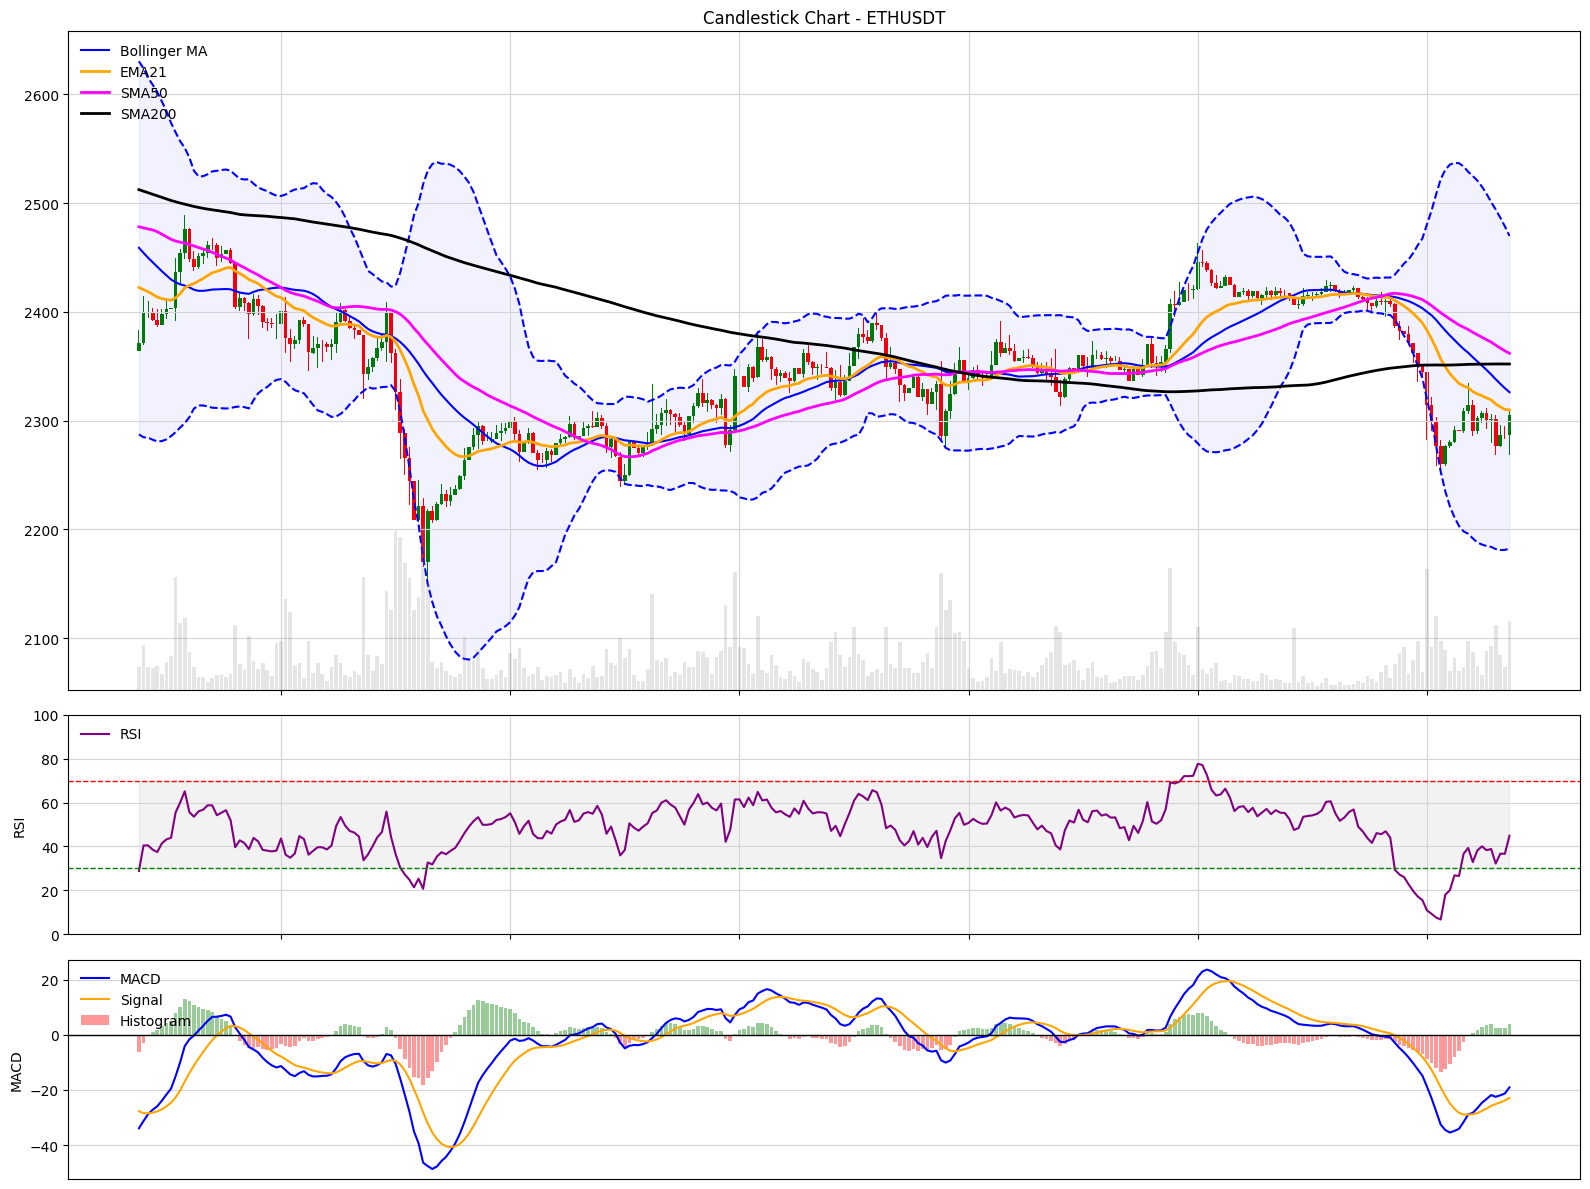 Candlestick Chart - ETHUSDT
Bollinger MA
EMA21
SMA50
SMA200
2600
2500
2400
2300
2200
2100
RSI
100
80
60
40
20
0
RSI
MACD
Signal
Histogram
20
0
−20
−40
MACD